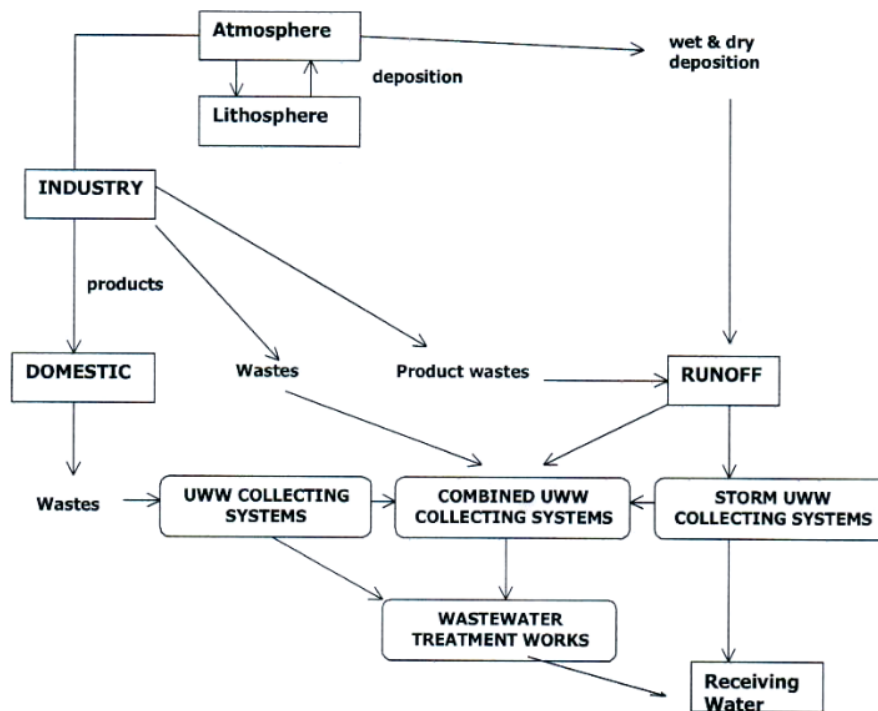 Atmosphere
wet & dry
deposition
deposition
Lithosphere
INDUSTRY
products
DOMESTIC
Wastes
Product wastes
RUNOFF
Wastes
UWW COLLECTING
SYSTEMS
COMBINED UWW
COLLECTING SYSTEMS
STORM UWW
COLLECTING SYSTEMS
WASTEWATER
TREATMENT WORKS
Receiving
Water